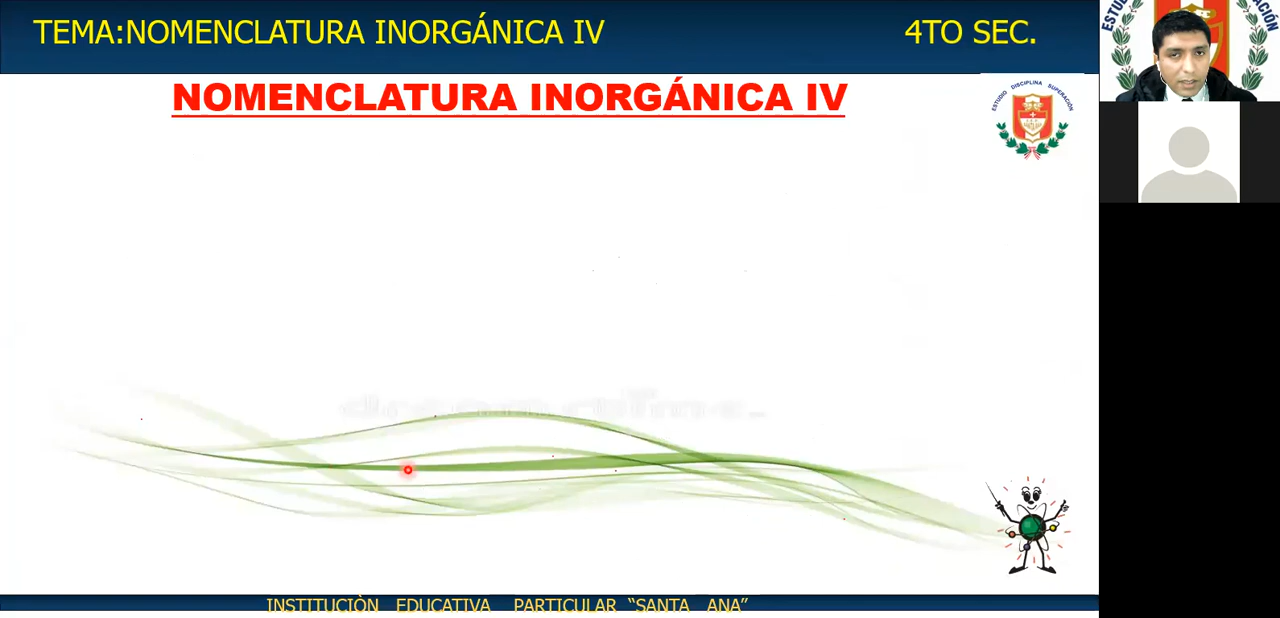 TEMA:NOMENCLATURA INORGÁNICA IV 4TO SEC.
NOMENCLATURA INORGÁNICA IV
ESTUDIO DISCIPLINA SUPERACIÓN
INSTITUCIÒN EDUCATIVA PARTICULAR “SANTA ANA”